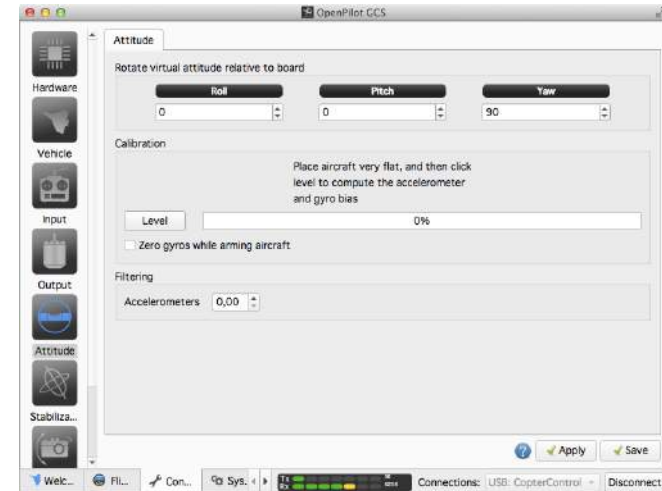 OpenPilot GCS
Hardware
Vehicle
Input
Output
Attitude
Stabiliza...
Attitude
Rotate virtual attitude relative to board
Roll
Pitch
Yaw
0
0
90
Calibration
Place aircraft very flat, and then click
level to compute the accelerometer
and gyro bias
Level
0%
Zero gyros while arming aircraft
Filtering
Accelerometers
0,00
Apply
Save
Welc...
Fli...
Con...
Sys.
Tx
Rx
Connections:
USB: CopterControl
Disconnect